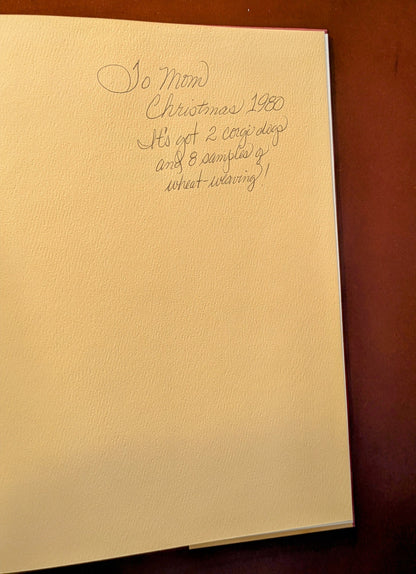 To Mom
Christmas 1980
It's got 2 corgi dogs
and 8 samples of
wheat-weaving!